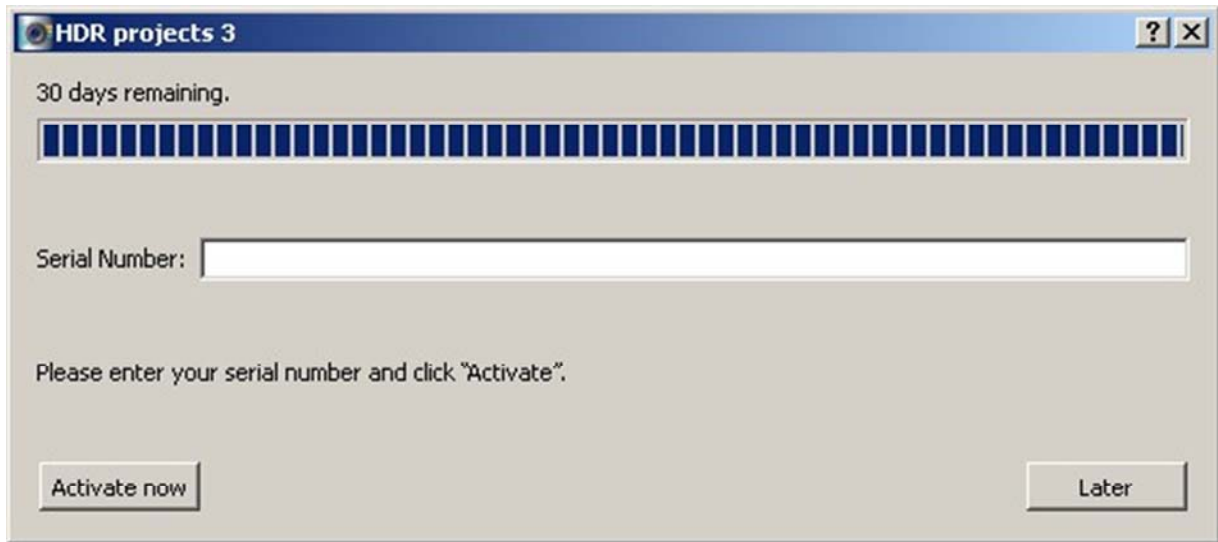 HDR projects 3
30 days remaining.
Serial Number:
Please enter your serial number and click "Activate".
Activate now
Later